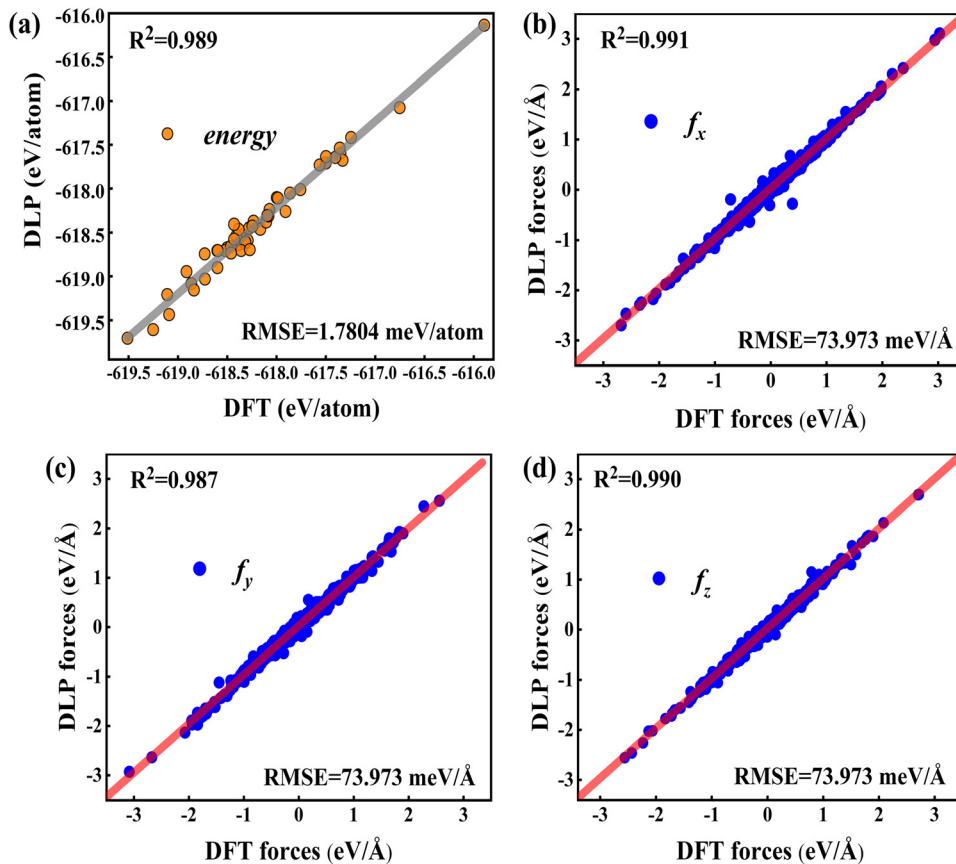 (a)
R²=0.989
energy
RMSE=1.7804 meV/atom
DLP (eV/atom)
-616.0
-616.5
-617.0
-617.5
-618.0
-618.5
-619.0
-619.5
-619.5 -619.0 -618.5 -618.0 -617.5 -617.0 -616.5 -616.0
DFT (eV/atom)
(b)
R²=0.991
fx
RMSE=73.973 meV/Å
DLP forces (eV/Å)
3
2
1
0
-1
-2
-3
-3 -2 -1 0 1 2 3
DFT forces (eV/Å)
(c)
R²=0.987
fy
RMSE=73.973 meV/Å
DLP forces (eV/Å)
3
2
1
0
-1
-2
-3
-3 -2 -1 0 1 2 3
DFT forces (eV/Å)
(d)
R²=0.990
fz
RMSE=73.973 meV/Å
DLP forces (eV/Å)
3
2
1
0
-1
-2
-3
-3 -2 -1 0 1 2 3
DFT forces (eV/Å)